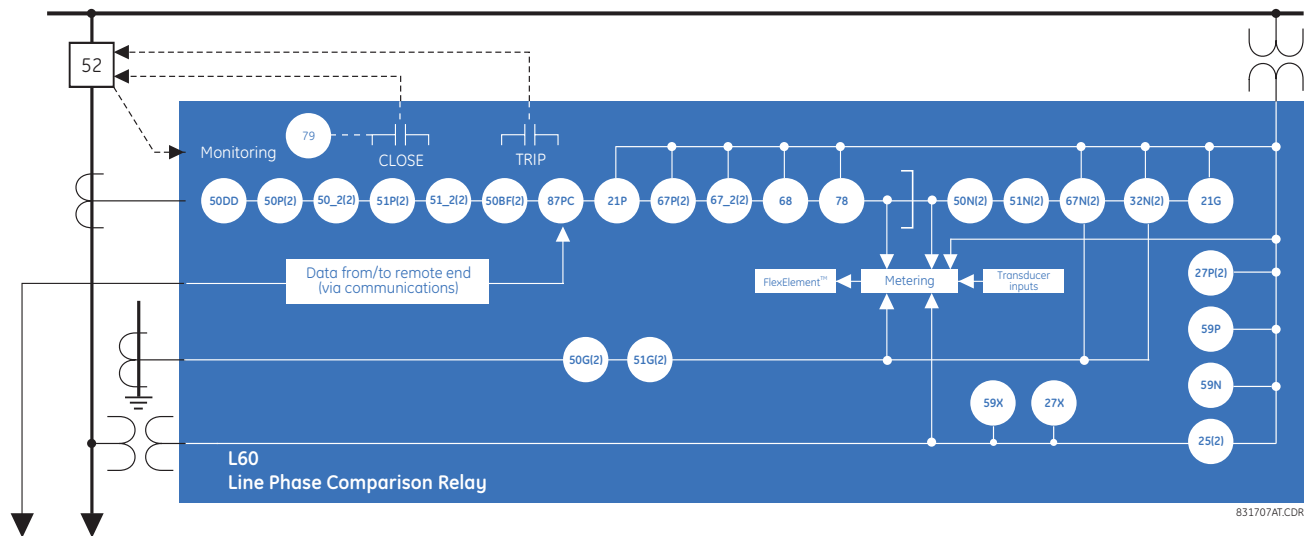 52
Monitoring
79
CLOSE
TRIP
50DD
50P(2)
50_2(2)
51P(2)
51_2(2)
50BF(2)
87PC
21P
67P(2)
67_2(2)
68
78
50N(2)
51N(2)
67N(2)
32N(2)
21G
Data from/to remote end
(via communications)
FlexElement™
Metering
Transducer
inputs
27P(2)
59P
50G(2)
51G(2)
59N
59X
27X
25(2)
L60
Line Phase Comparison Relay
831707AT.CDR